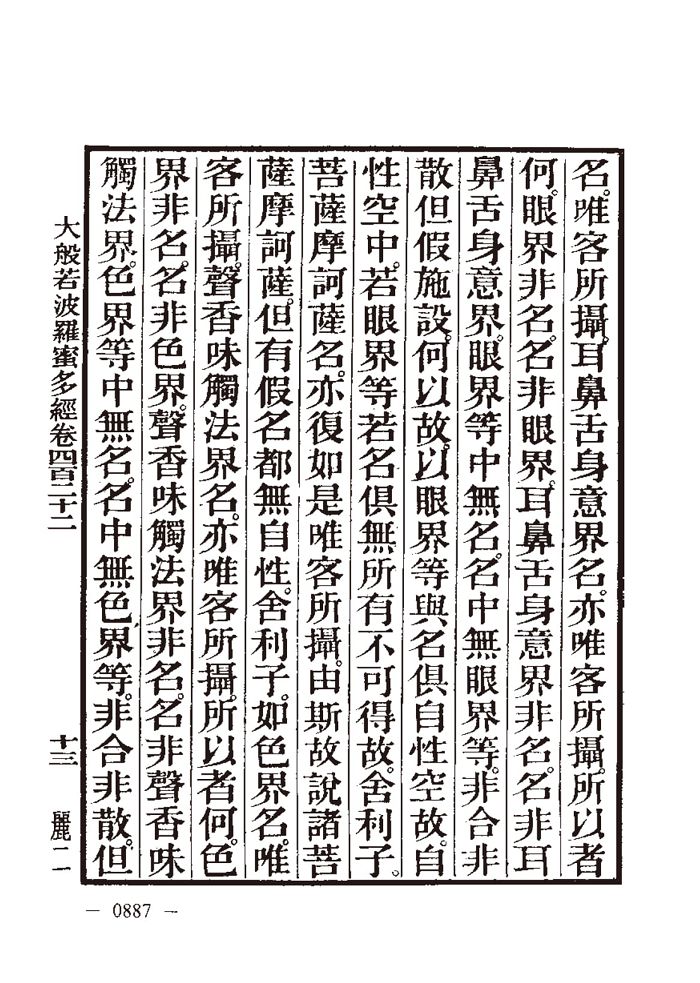 名。唯客所攝。耳鼻舌身意界名。亦唯客所攝。所以者
何。眼界非名。名非眼界。耳鼻舌身意界非名。名非耳
鼻舌身意界。眼界等中無名。名中無眼界等。非合非
散。但假施設。何以故。以眼界等與名俱自性空故。自
性空中。若眼界等若名俱無所有不可得故。舍利子。
菩薩摩訶薩名。亦復如是唯客所攝。由斯故說諸菩
薩摩訶薩。但有假名都無自性。舍利子。如色界名。唯
客所攝。聲香味觸法界名。亦唯客所攝。所以者何。色
界非名。名非色界。聲香味觸法界非名。名非聲香味
觸法界。色界等中無名。名中無色界等。非合非散。但
大般若波羅蜜多經卷四百二十二
十三
麗二一
— 0887 —